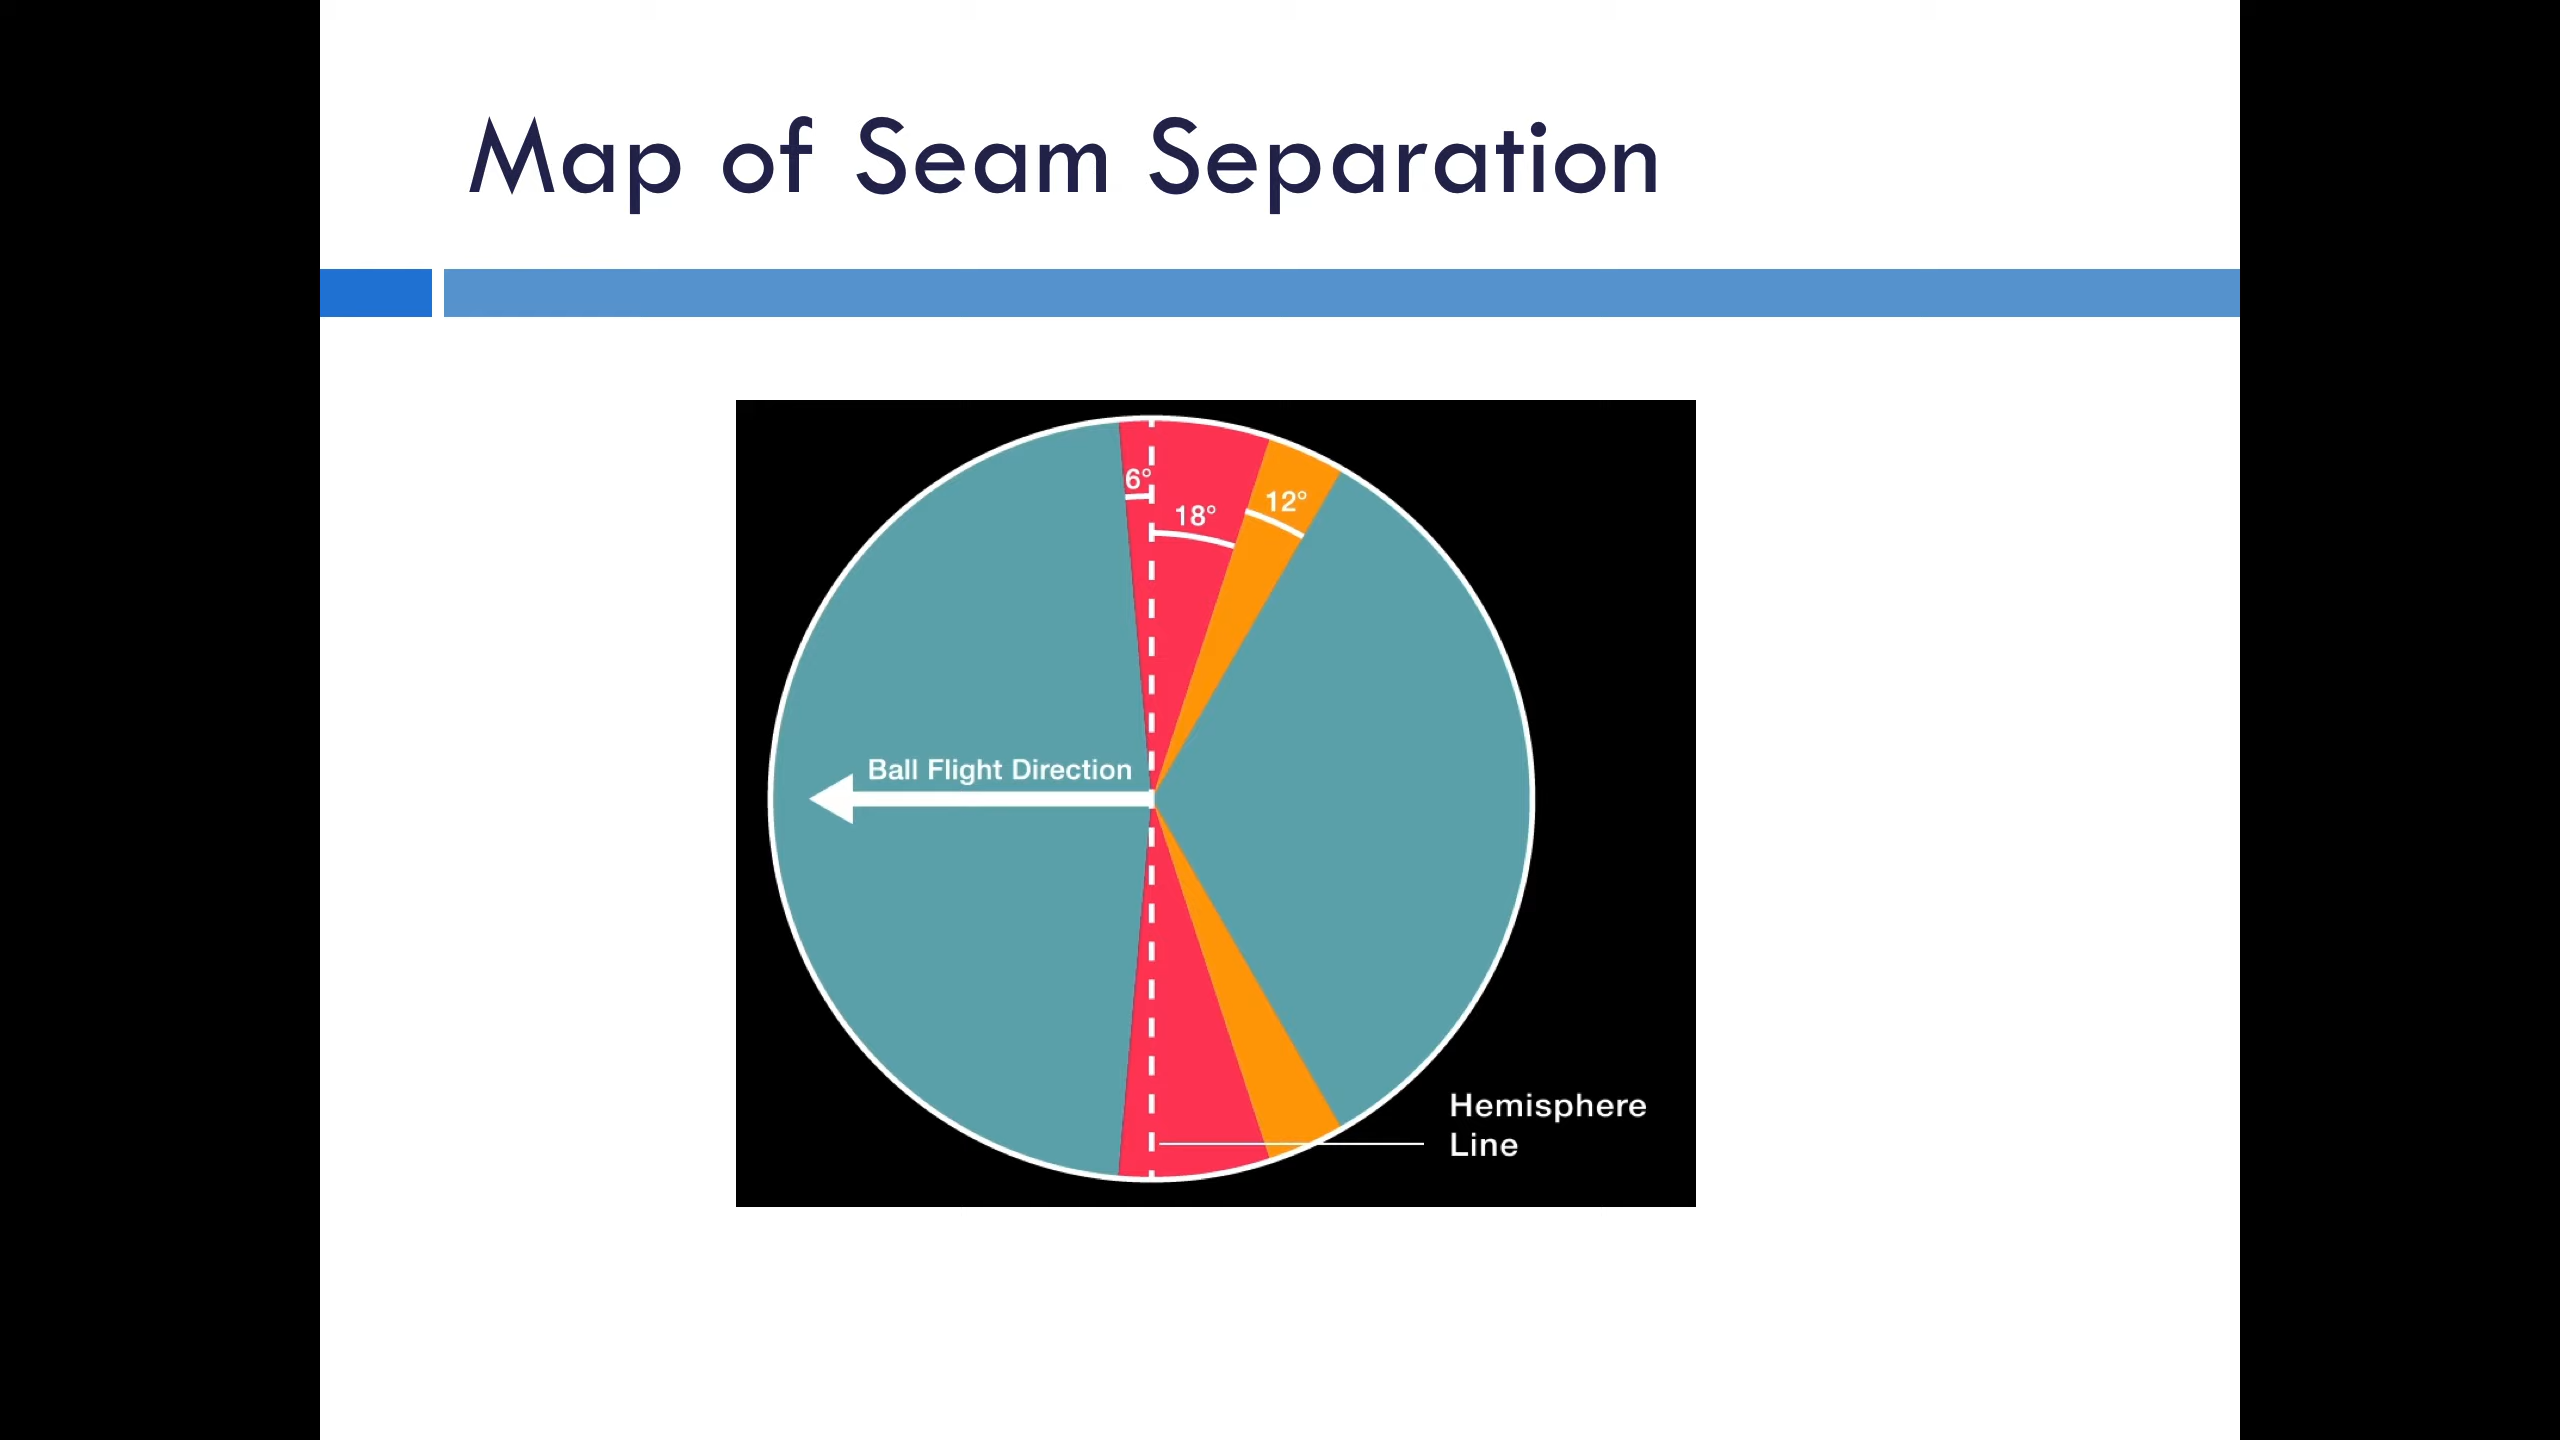 Map of Seam Separation
6°
18°
12°
Ball Flight Direction
Hemisphere
Line